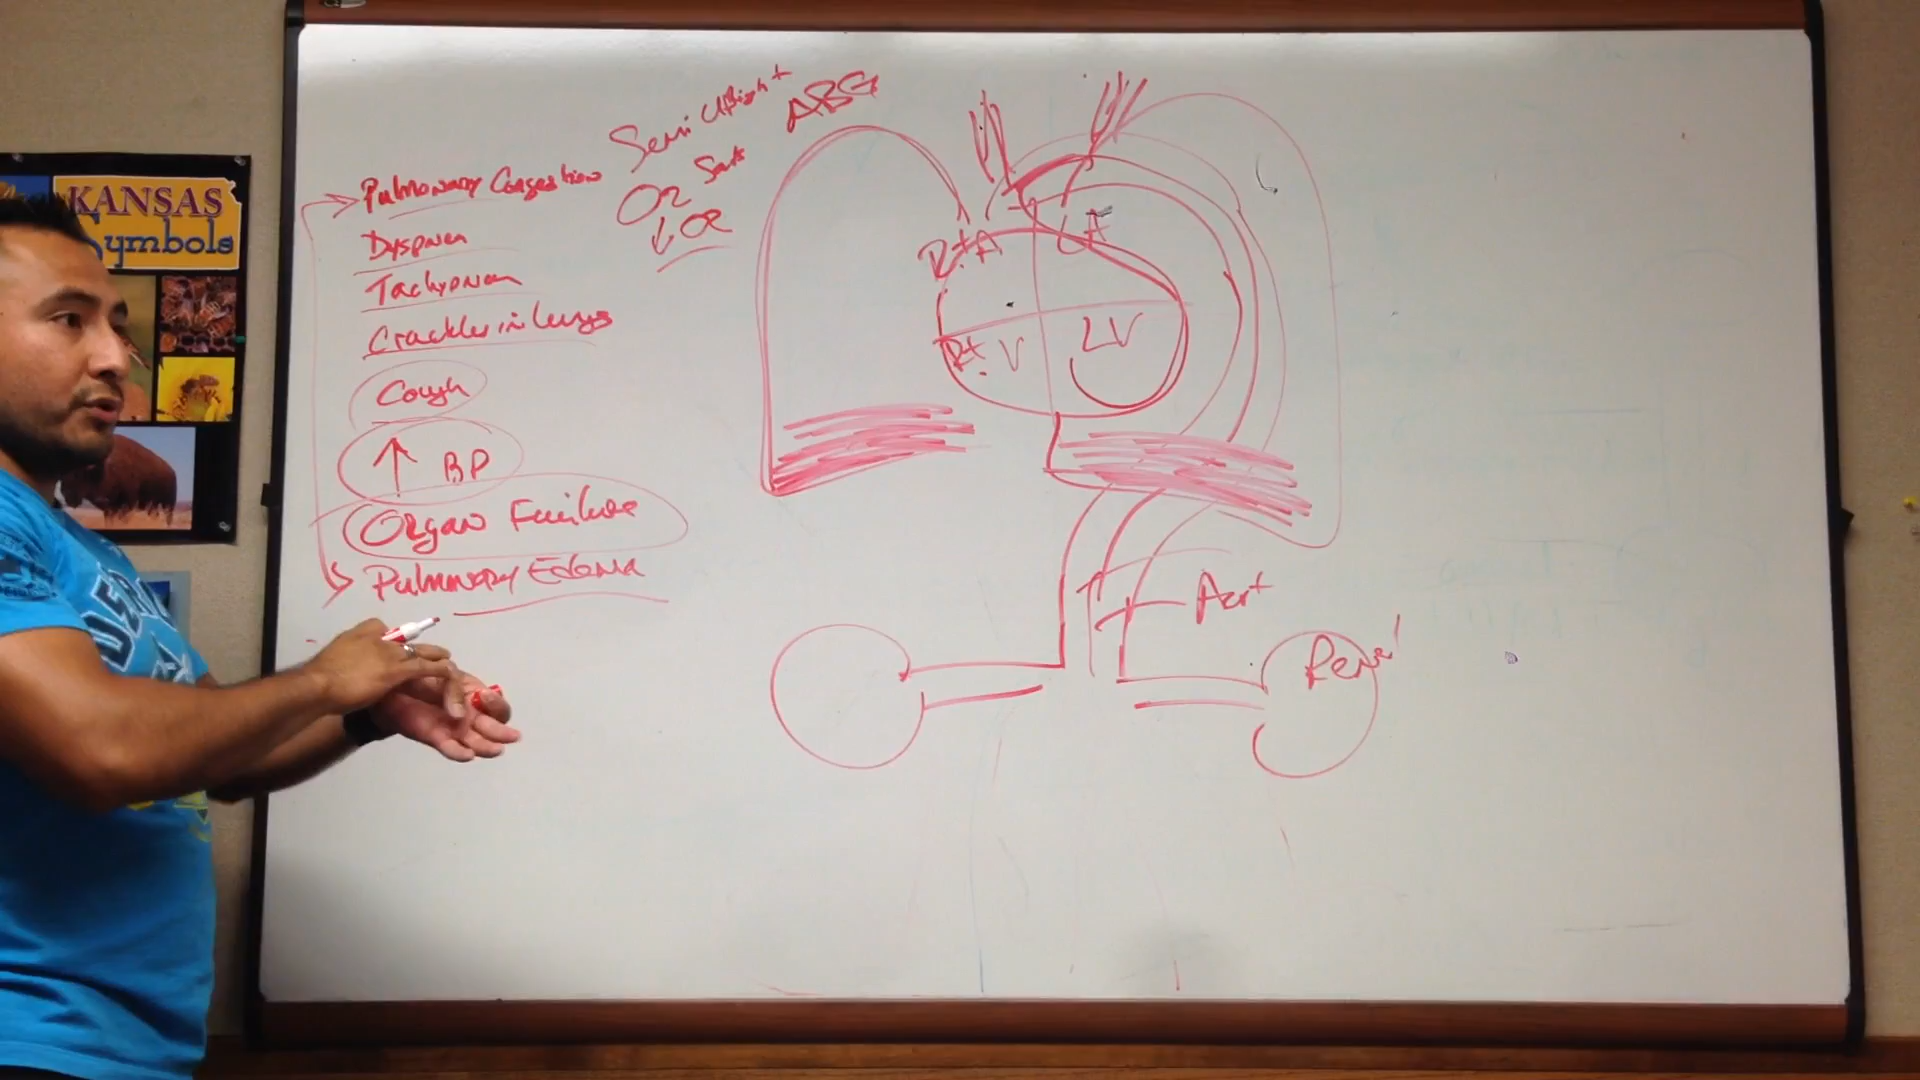 KANSAS
Symbols
Pulmonary Congestion
Dyspnea
Tachypnea
Crackles in lungs
Cough
↑ BP
Organ Failure
Pulmonary Edema
Semi Upright
ABG
O2 Sats
↓ O2
Rt A
LA
Rt. V
LV
Aort
Renal